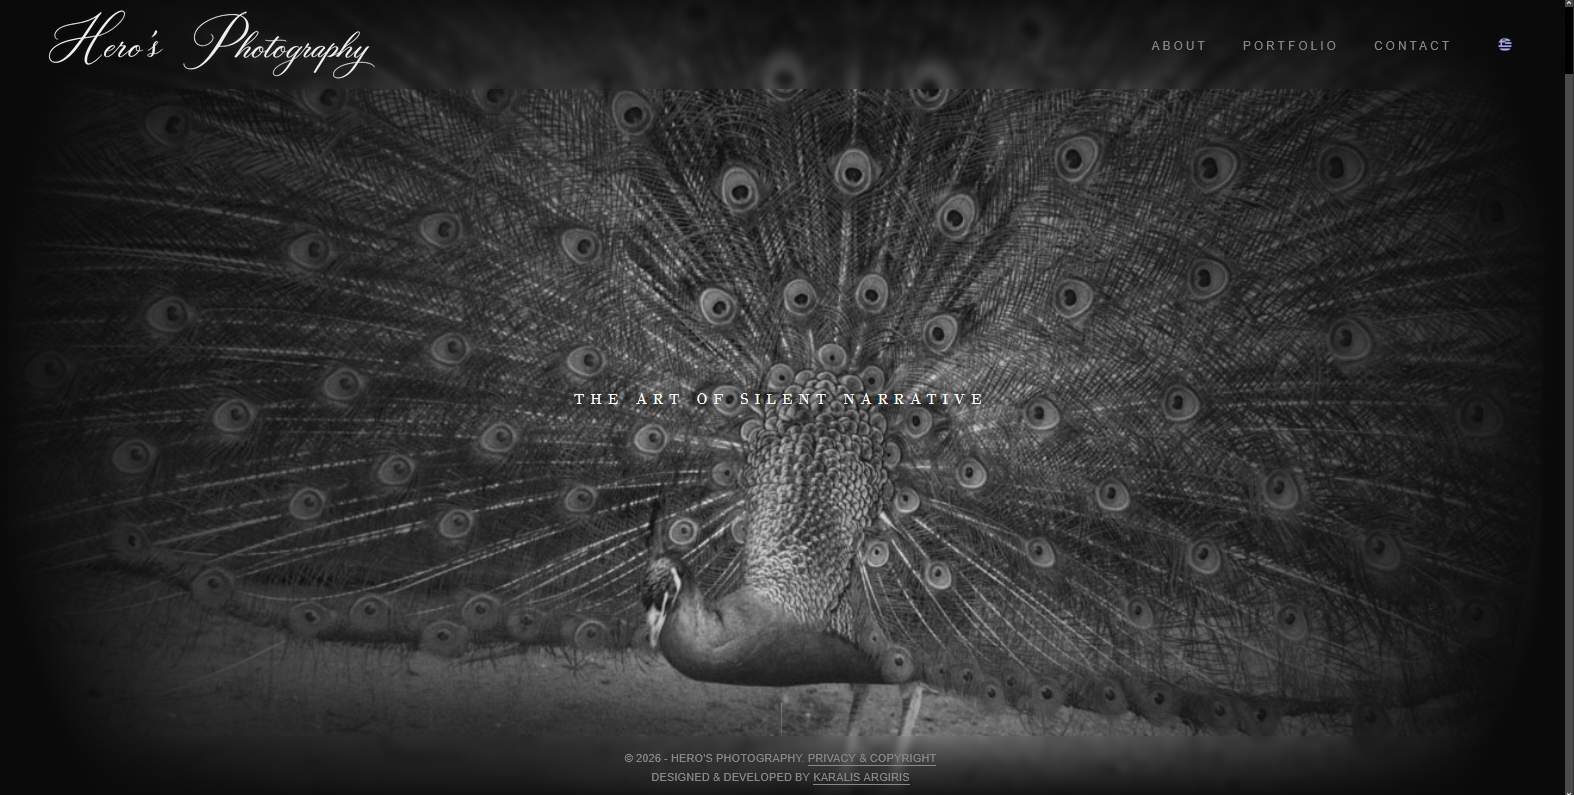 Hero's Photography
ABOUT PORTFOLIO CONTACT
THE ART OF SILENT NARRATIVE
© 2026 - HERO'S PHOTOGRAPHY. PRIVACY & COPYRIGHT
DESIGNED & DEVELOPED BY KARALIS ARGIRIS